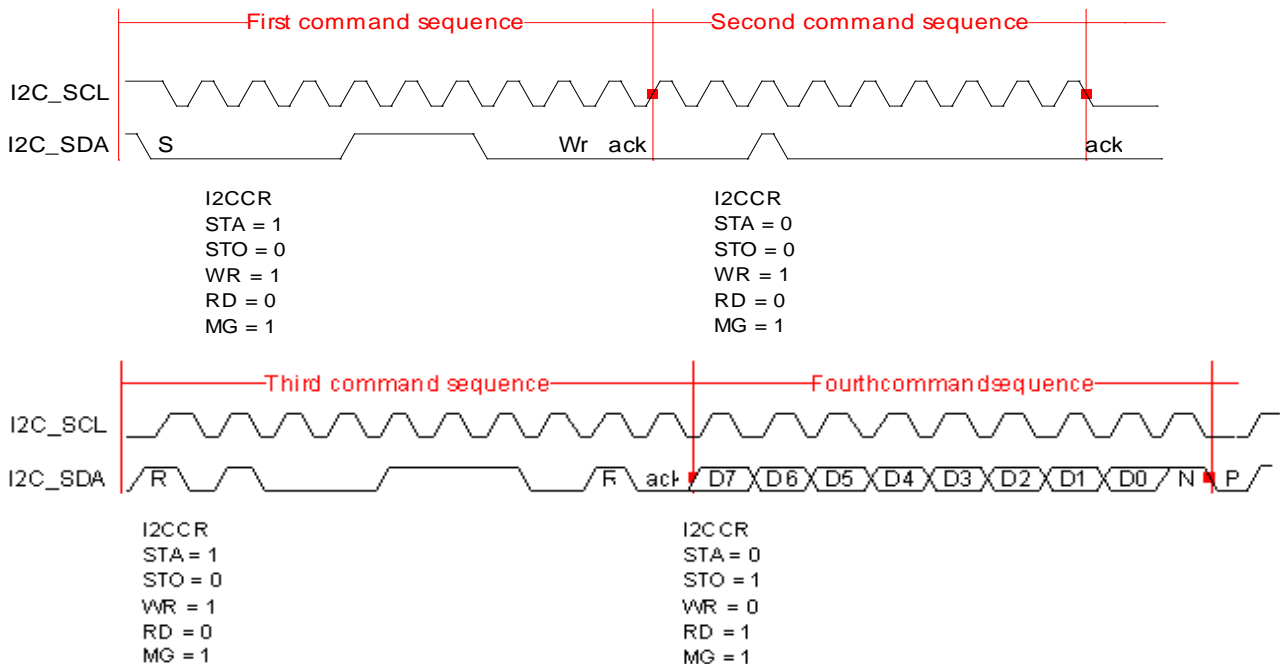 First command sequence Second command sequence
I2C_SCL
I2C_SDA S Wr ack ack
I2CCR I2CCR
STA = 1 STA = 0
STO = 0 STO = 0
WR = 1 WR = 1
RD = 0 RD = 0
MG = 1 MG = 1
Third command sequence Fourthcommandsequence
I2C_SCL
I2C_SDA R R ack D7 D6 D5 D4 D3 D2 D1 D0 N P
I2CCR I2CCR
STA = 1 STA = 0
STO = 0 STO = 1
WR = 1 WR = 0
RD = 0 RD = 1
MG = 1 MG = 1